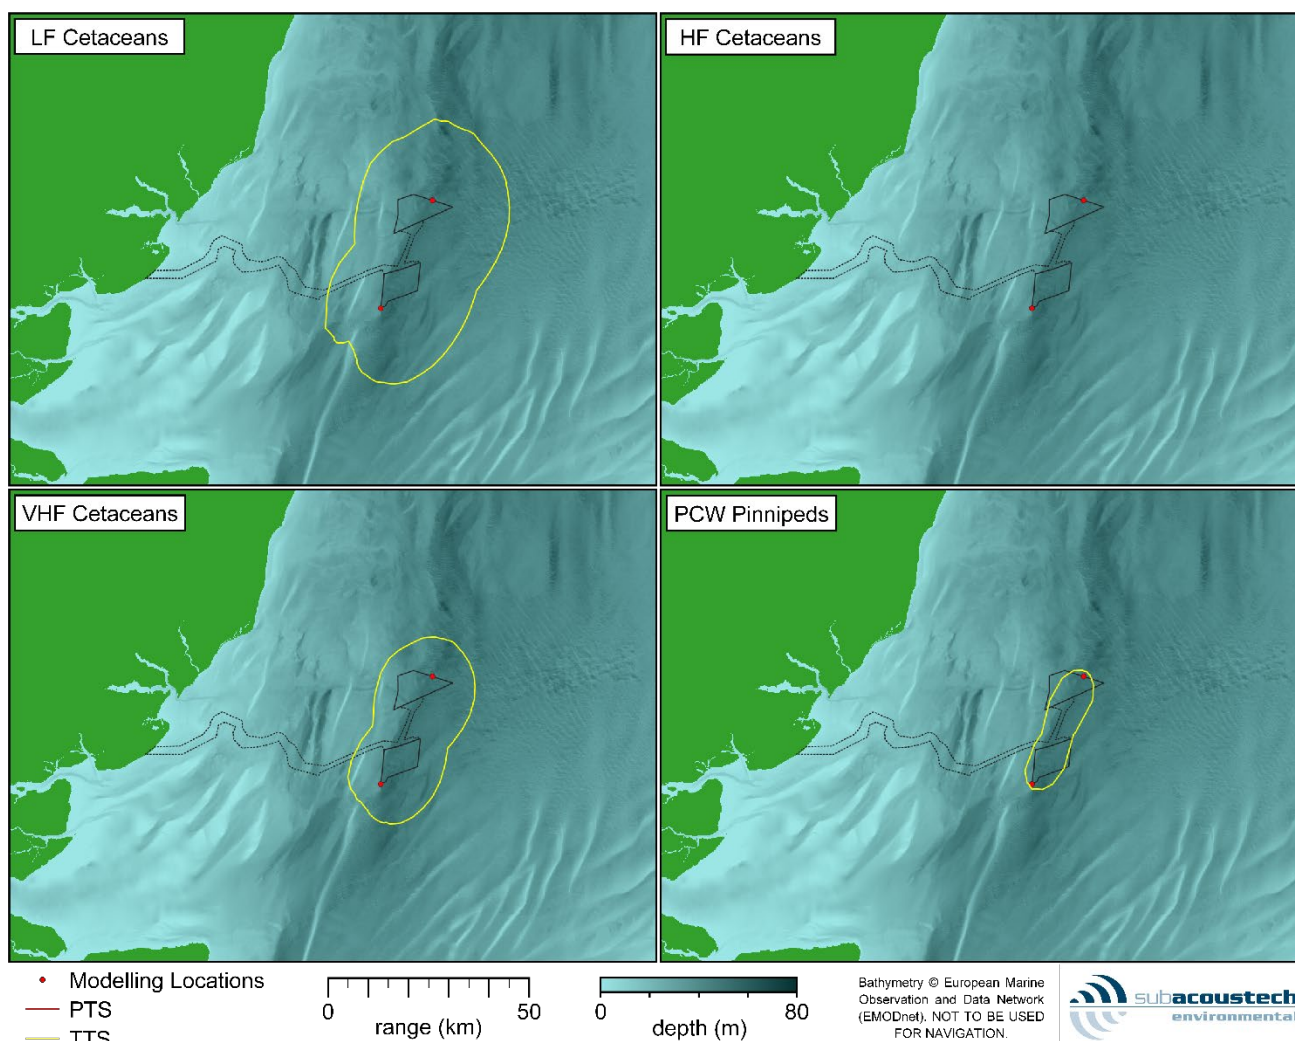 LF Cetaceans
HF Cetaceans
VHF Cetaceans
PCW Pinnipeds
Modelling Locations
PTS
TTS
0 50
range (km)
0 80
depth (m)
Bathymetry © European Marine
Observation and Data Network
(EMODnet). NOT TO BE USED
FOR NAVIGATION.
subacoustech
environmental